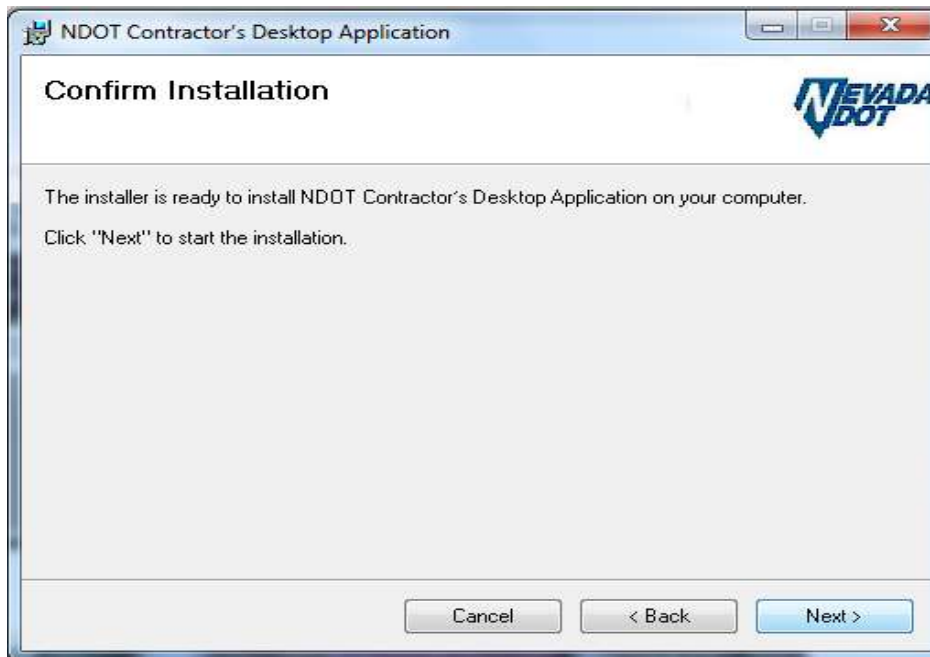 NDOT Contractor's Desktop Application
Confirm Installation
NEVADA
DOT
The installer is ready to install NDOT Contractor's Desktop Application on your computer.
Click "Next" to start the installation.
Cancel
< Back
Next >